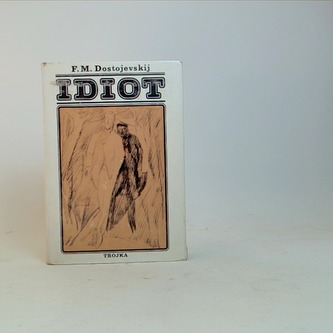 F. M. Dostojevskij
IDIOT
TROJKA